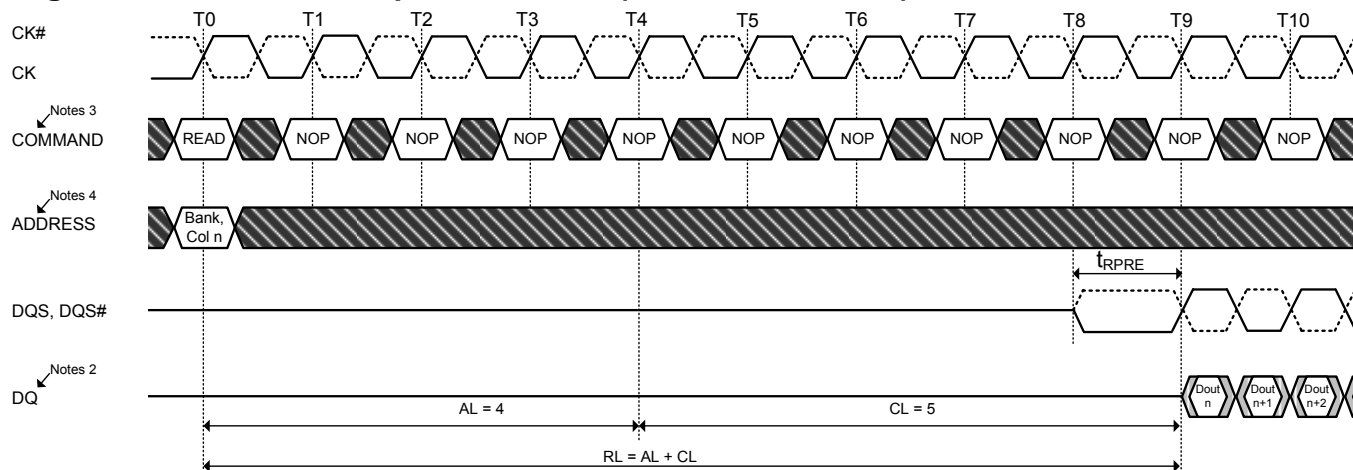 T0 T1 T2 T3 T4 T5 T6 T7 T8 T9 T10
CK#
CK
Notes 3
COMMAND
READ NOP NOP NOP NOP NOP NOP NOP NOP NOP NOP
Notes 4
ADDRESS
Bank,
Col n
tRPRE
DQS, DQS#
Notes 2
DQ
Dout
n
Dout
n+1
Dout
n+2
AL = 4
CL = 5
RL = AL + CL